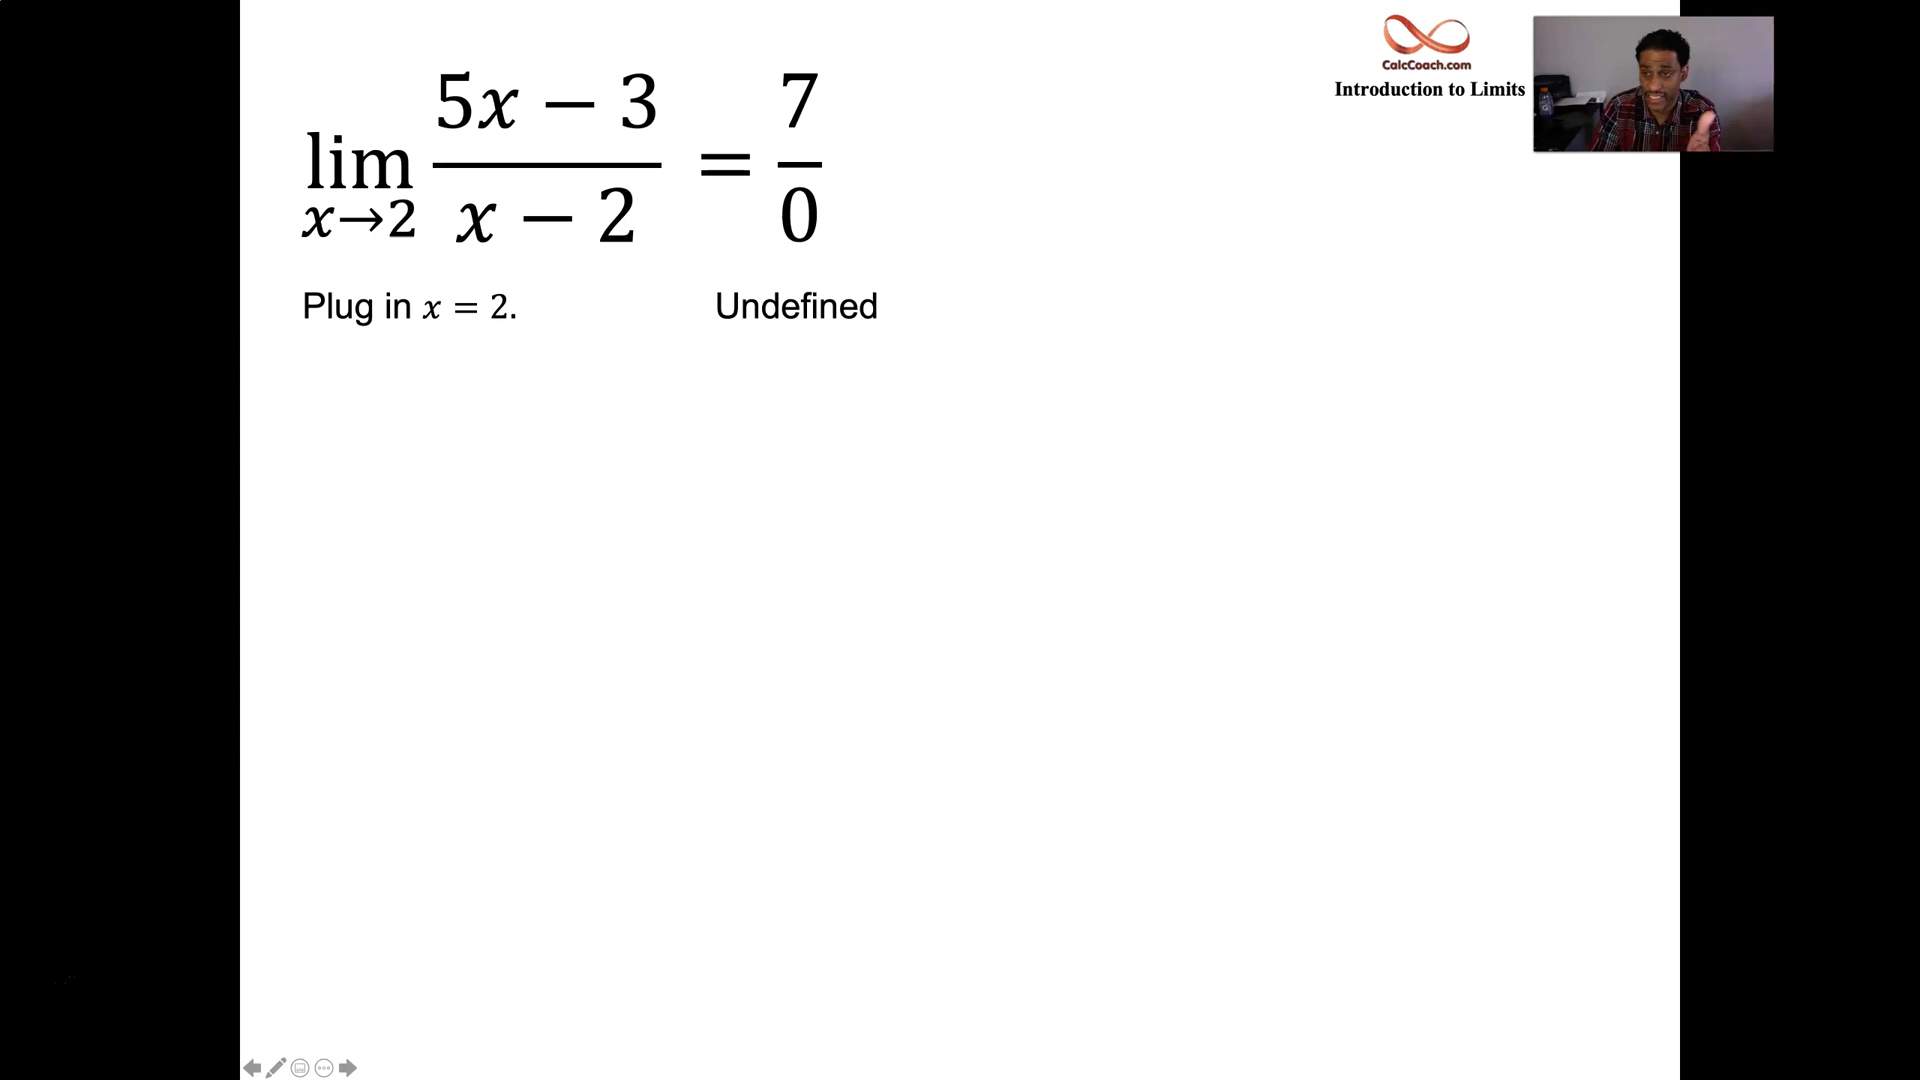 CalcCoach.com
Introduction to Limits
lim x→2 (5x − 3)/(x − 2) = 7/0
Plug in x = 2.
Undefined